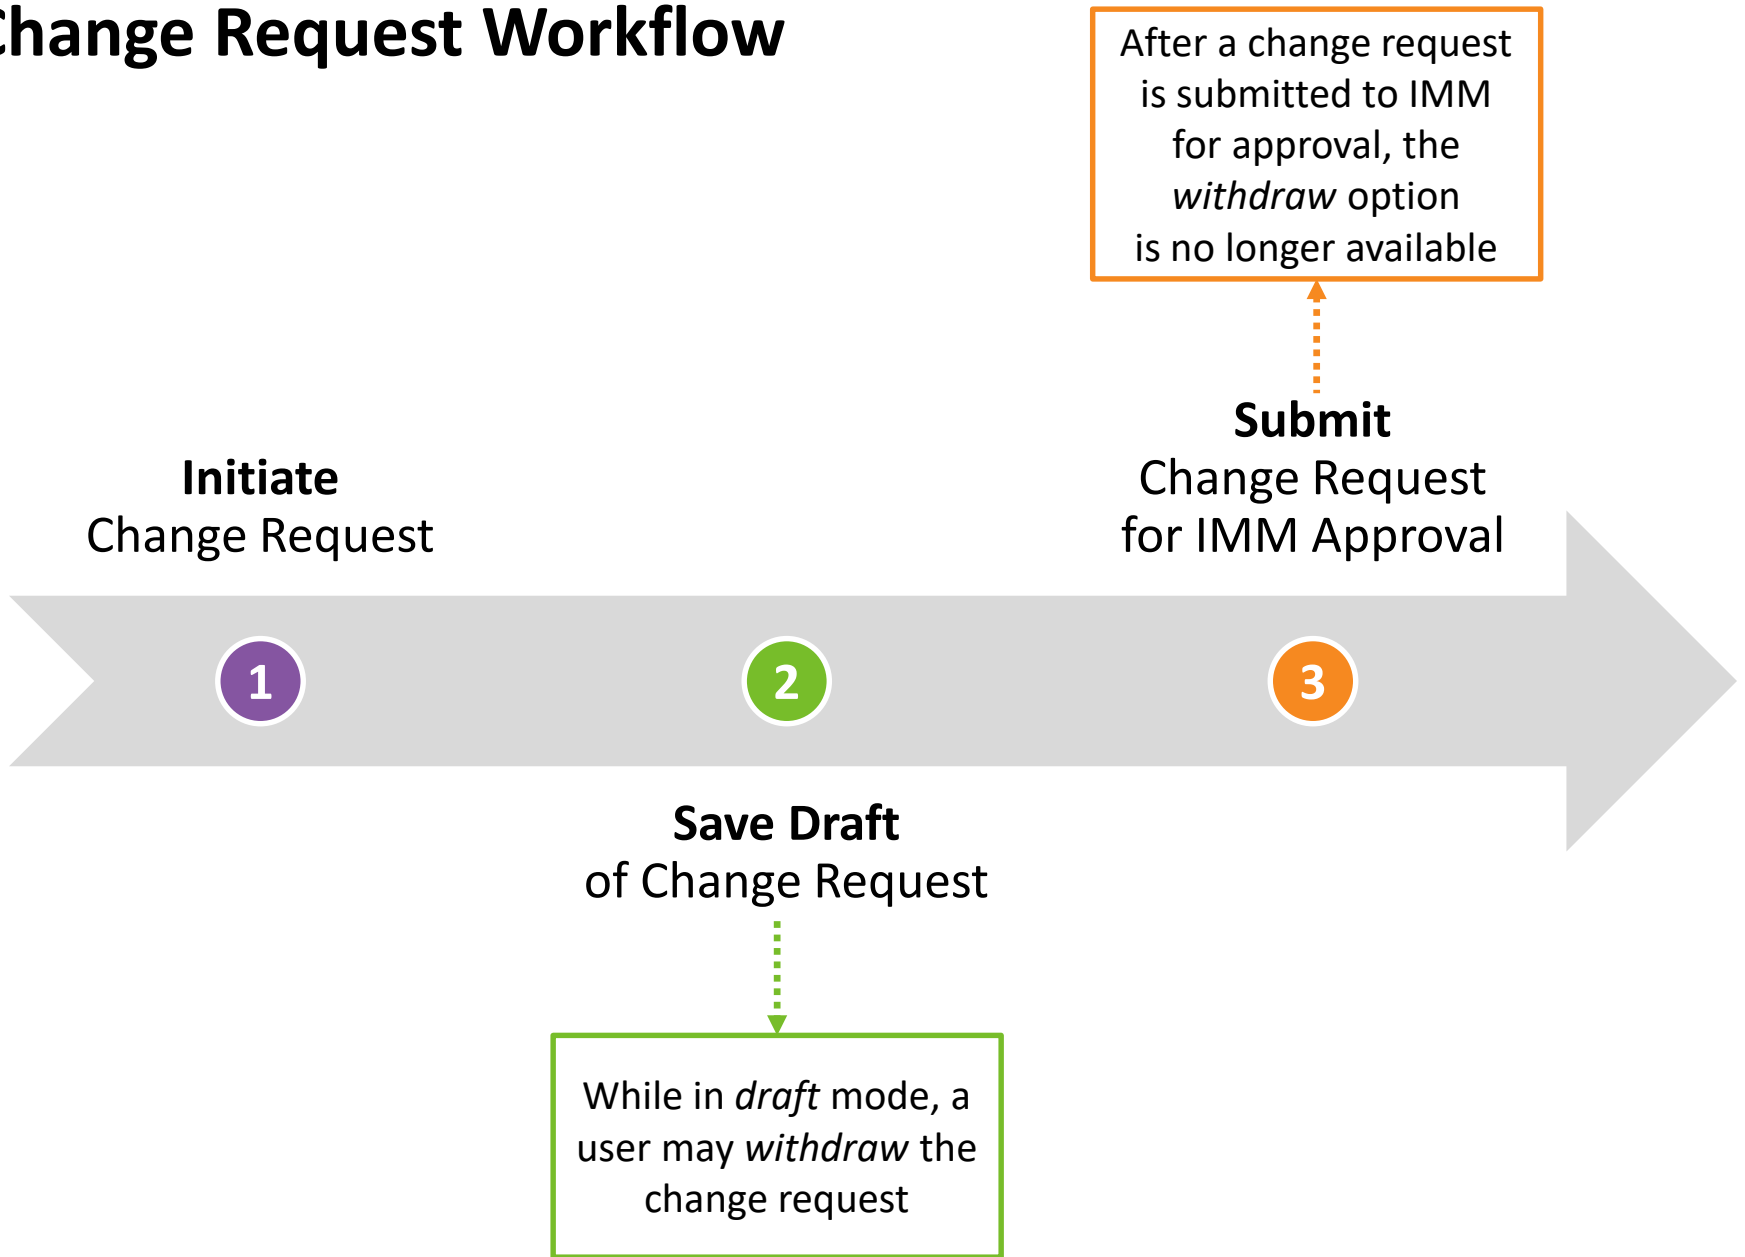 Change Request Workflow
After a change request
is submitted to IMM
for approval, the
withdraw option
is no longer available
Submit
Change Request
for IMM Approval
Initiate
Change Request
1
2
3
Save Draft
of Change Request
While in draft mode, a
user may withdraw the
change request